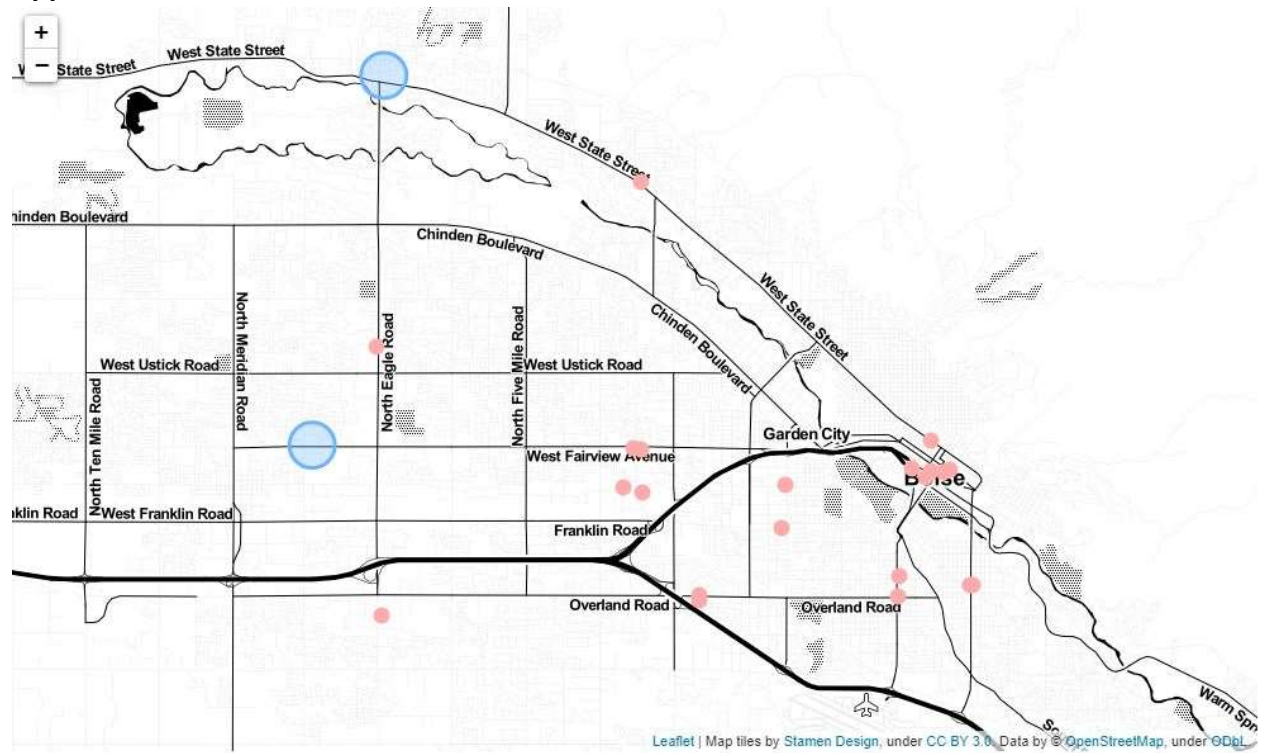 +
West State Street
State Street
−
West State Street
Chinden Boulevard
Chinden Boulevard
West State Street
North Meridian Road
North Eagle Road
North Five Mile Road
Chinden Boulevard
West Ustick Road
West Ustick Road
North Ten Mile Road
Garden City
West Fairview Avenue
Boise
klin Road
West Franklin Road
Franklin Road
Overland Road
Overland Road
Warm Spr
Leaflet | Map tiles by Stamen Design, under CC BY 3.0. Data by © OpenStreetMap, under ODbL